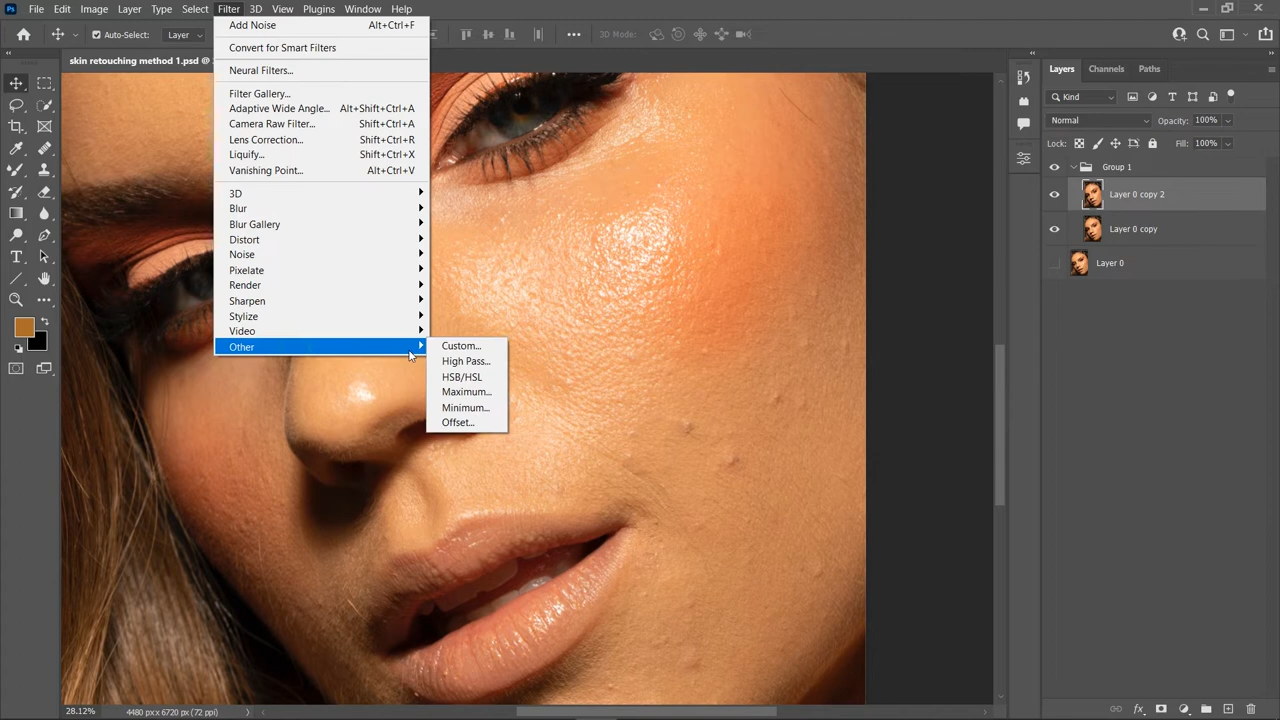 Ps File Edit Image Layer Type Select Filter 3D View Plugins Window Help
Auto-Select: Layer 3D Mode:
skin retouching method 1.psd @
Add Noise Alt+Ctrl+F
Convert for Smart Filters
Neural Filters...
Filter Gallery...
Adaptive Wide Angle... Alt+Shift+Ctrl+A
Camera Raw Filter... Shift+Ctrl+A
Lens Correction... Shift+Ctrl+R
Liquify... Shift+Ctrl+X
Vanishing Point... Alt+Ctrl+V
3D
Blur
Blur Gallery
Distort
Noise
Pixelate
Render
Sharpen
Stylize
Video
Other
Custom...
High Pass...
HSB/HSL
Maximum...
Minimum...
Offset...
Layers Channels Paths
Kind
Normal Opacity: 100%
Lock: Fill: 100%
Group 1
Layer 0 copy 2
Layer 0 copy
Layer 0
28.12% 4480 px x 6720 px (72 ppi)